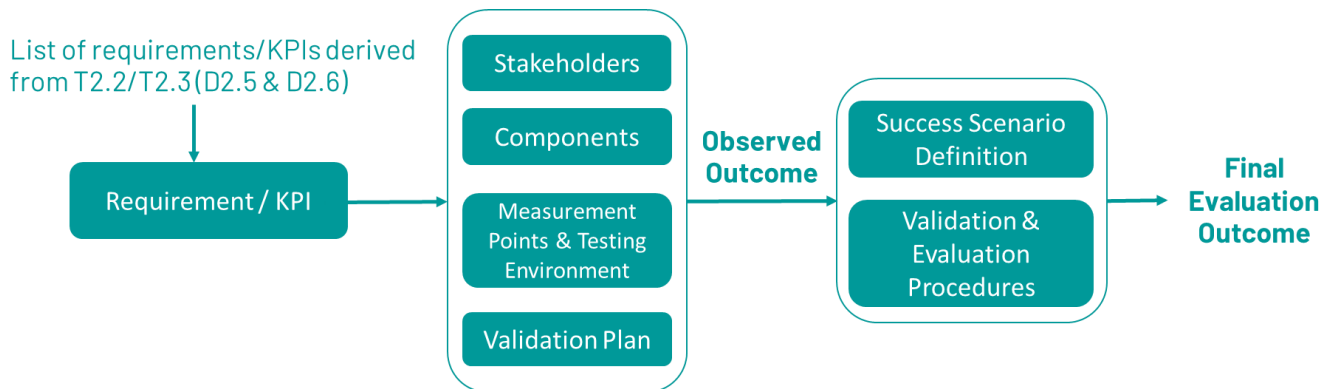 List of requirements/KPIs derived
from T2.2/T2.3 (D2.5 & D2.6)
Requirement / KPI
Stakeholders
Components
Measurement
Points & Testing
Environment
Validation Plan
Observed
Outcome
Success Scenario
Definition
Validation &
Evaluation
Procedures
Final
Evaluation
Outcome